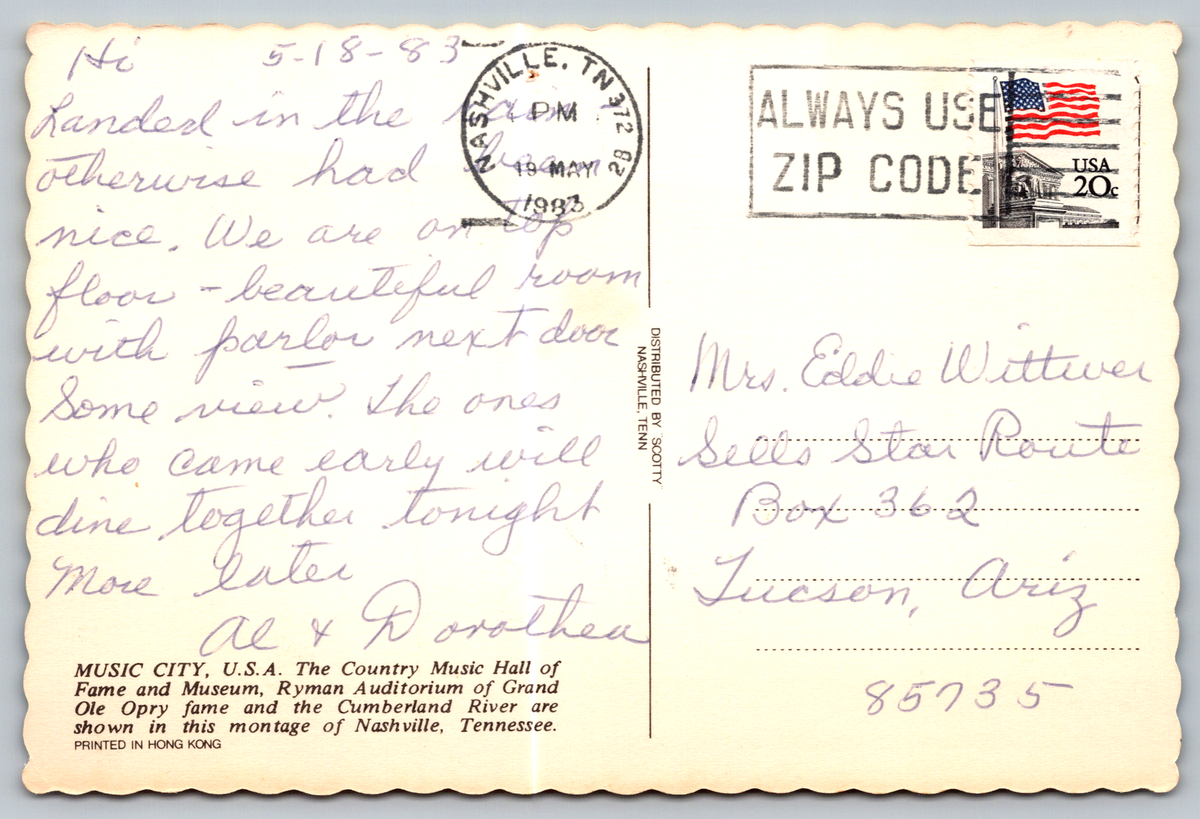 Hi 5-18-83
Landed in the rain
otherwise had been
nice. We are on top
floor - beautiful room
with parlor next door
Some view. The ones
who came early will
dine together tonight
More later
Al & Dorothea
MUSIC CITY, U.S.A. The Country Music Hall of
Fame and Museum, Ryman Auditorium of Grand
Ole Opry fame and the Cumberland River are
shown in this montage of Nashville, Tennessee.
PRINTED IN HONG KONG
NASHVILLE, TN 372 2B
PM
19 MAY
1983
DISTRIBUTED BY "SCOTTY"
NASHVILLE, TENN
ALWAYS USE
ZIP CODE
USA
20c
Mrs. Eddie Wittwer
Sells Star Route
Box 362
Tucson, Ariz
85735